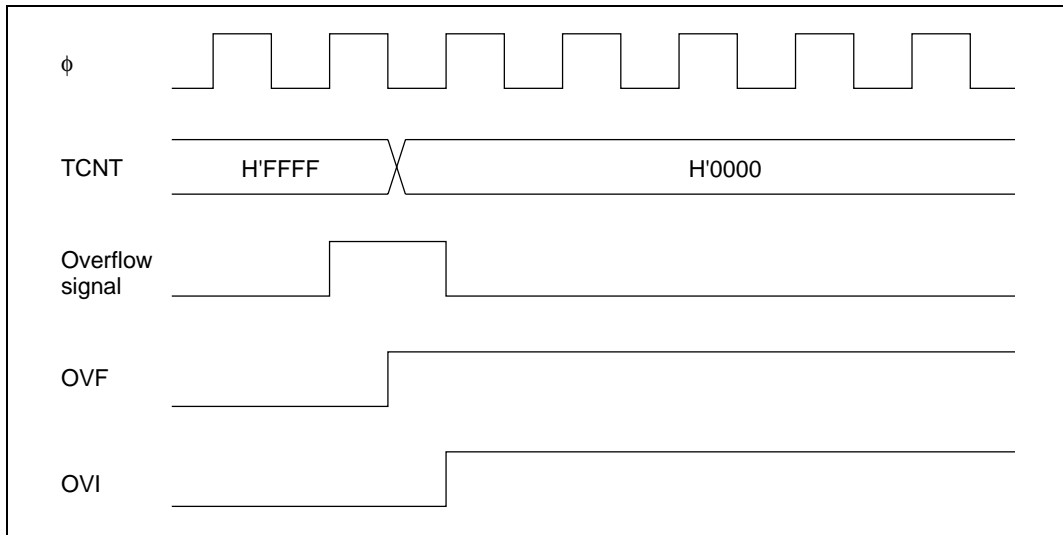 ϕ
TCNT
H'FFFF
H'0000
Overflow
signal
OVF
OVI